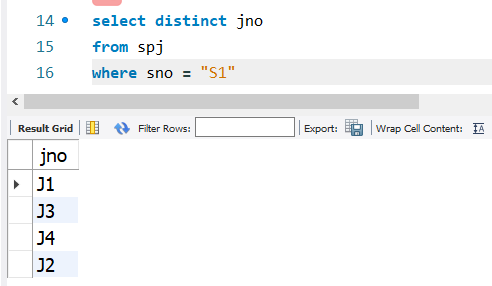 14 select distinct jno
15 from spj
16 where sno = "S1"
Result Grid Filter Rows: Export: Wrap Cell Content:
jno
J1
J3
J4
J2